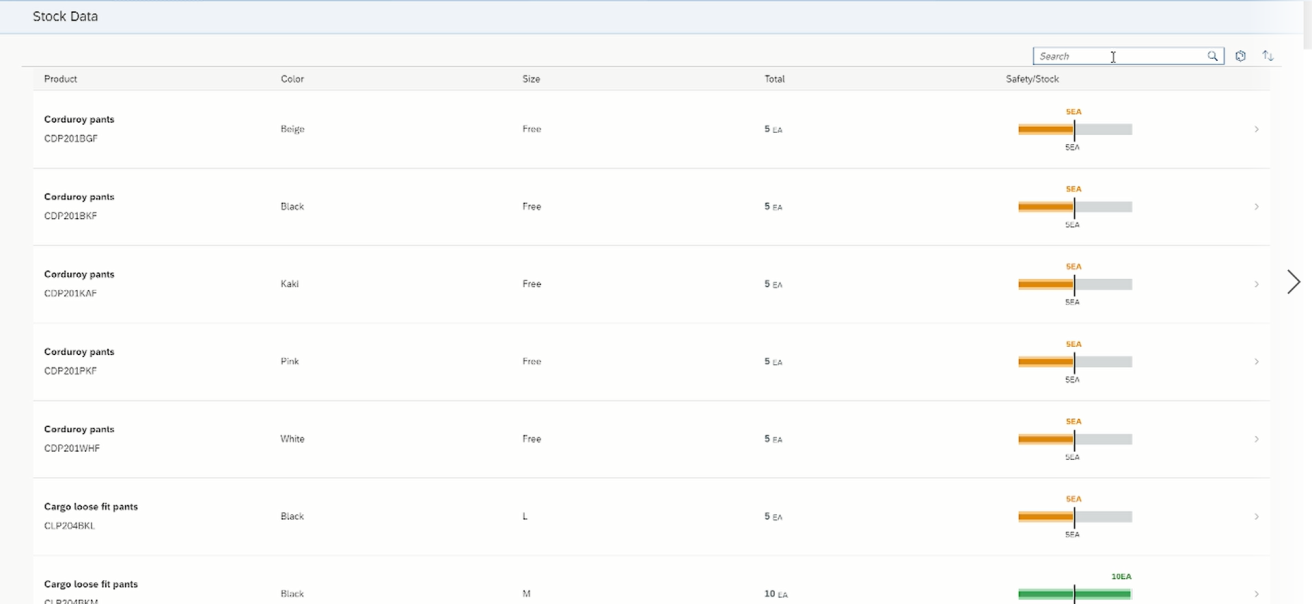 Stock Data
Search
Product Color Size Total Safety/Stock
5EA
Corduroy pants
CDP201BGF
Beige Free 5 EA
5EA
5EA
Corduroy pants
CDP201BKF
Black Free 5 EA
5EA
5EA
Corduroy pants
CDP201KAF
Kaki Free 5 EA
5EA
5EA
Corduroy pants
CDP201PKF
Pink Free 5 EA
5EA
5EA
Corduroy pants
CDP201WHF
White Free 5 EA
5EA
5EA
Cargo loose fit pants
CLP204BKL
Black L 5 EA
5EA
10EA
Cargo loose fit pants
CLP204BKM
Black M 10 EA